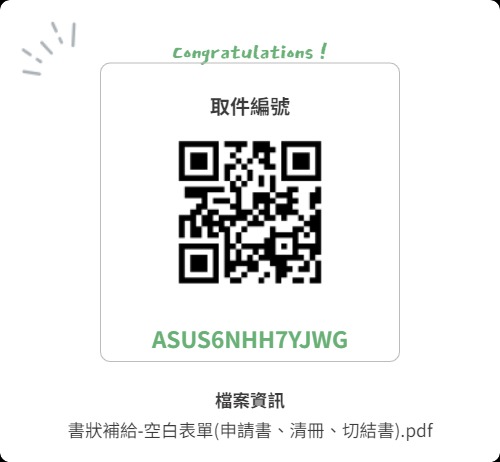 Congratulations !
取件編號
ASUS6NHH7YJWG
檔案資訊
書狀補給-空白表單(申請書、清冊、切結書).pdf